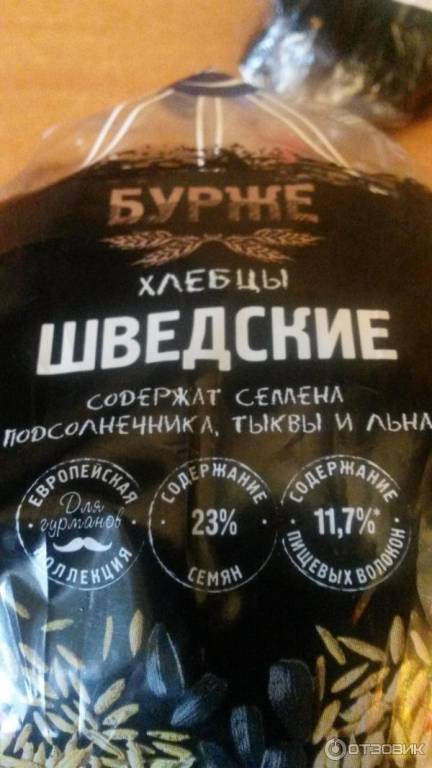 БУРЖЕ
ХЛЕБЦЫ
ШВЕДСКИЕ
СОДЕРЖАТ СЕМЕНА
ПОДСОЛНЕЧНИКА, ТЫКВЫ И ЛЬНА
ЕВРОПЕЙСКАЯ
Для
гурманов
КОЛЛЕКЦИЯ
СОДЕРЖАНИЕ
23%
СЕМЯН
СОДЕРЖАНИЕ
11,7%*
ПИЩЕВЫХ ВОЛОКОН
ОТЗОВИК